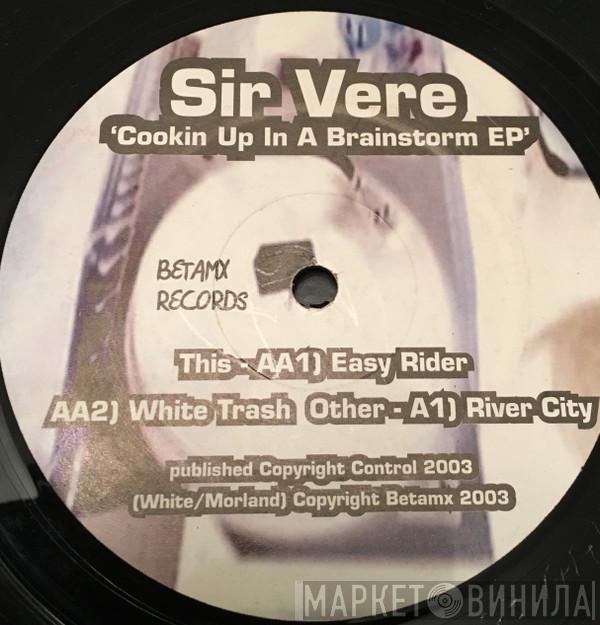 Sir Vere
'Cookin Up In A Brainstorm EP'
BETAMX
RECORDS
This - AA1) Easy Rider
AA2) White Trash Other - A1) River City
published Copyright Control 2003
(White/Morland) Copyright Betamx 2003
МАРКЕТ ВИНИЛА